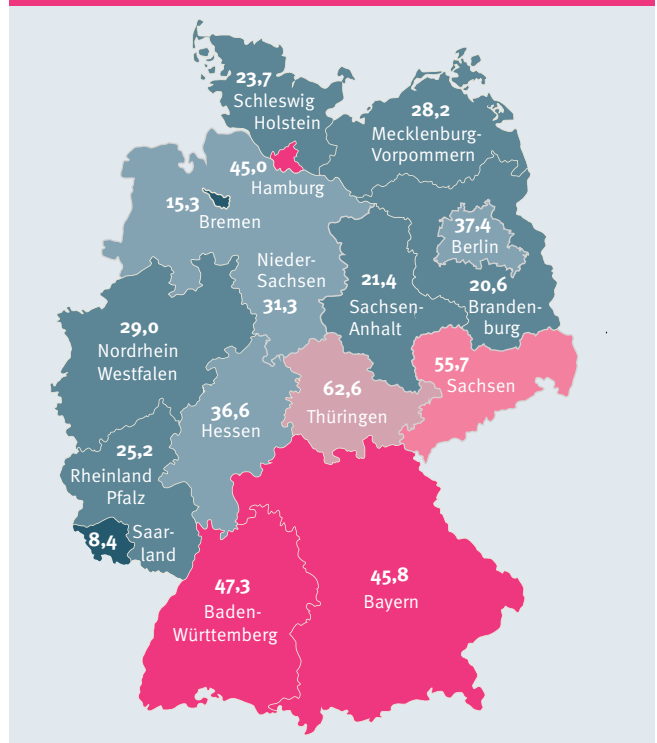 23,7
Schleswig
Holstein
28,2
Mecklenburg-
Vorpommern
45,0
Hamburg
15,3
Bremen
37,4
Berlin
Nieder-
Sachsen
31,3
21,4
Sachsen-
Anhalt
20,6
Branden-
burg
29,0
Nordrhein
Westfalen
55,7
Sachsen
62,6
Thüringen
36,6
Hessen
25,2
Rheinland
Pfalz
8,4
Saar-
land
47,3
Baden-
Württemberg
45,8
Bayern